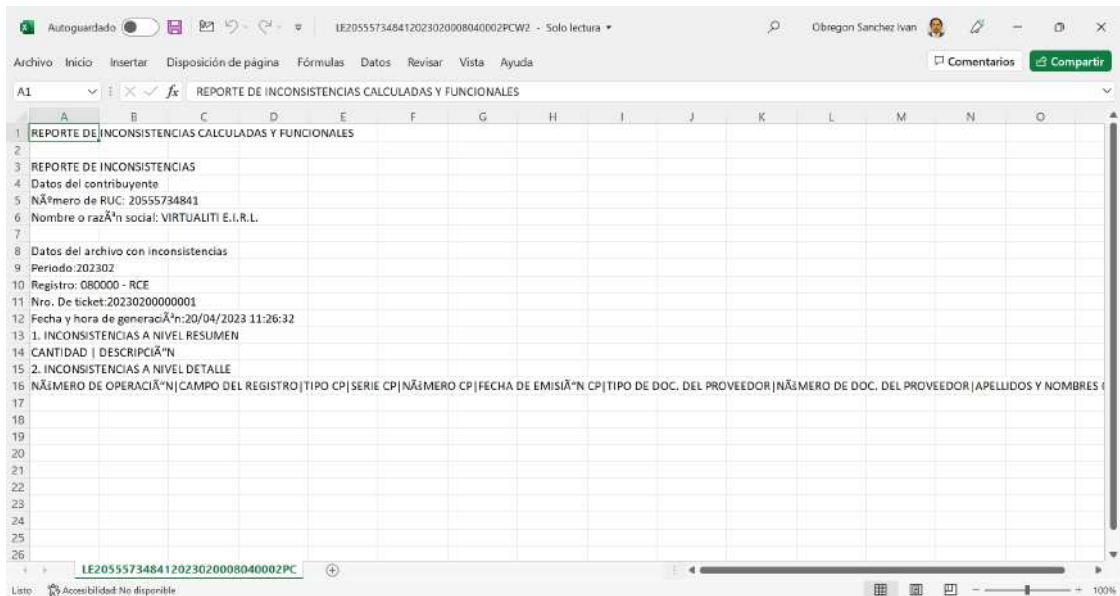 Autoguardado LE2055573484120230200080400​02PCW2 - Solo lectura Obregon Sanchez Ivan
Archivo Inicio Insertar Disposición de página Fórmulas Datos Revisar Vista Ayuda Comentarios Compartir
A1 fx REPORTE DE INCONSISTENCIAS CALCULADAS Y FUNCIONALES
A B C D E F G H I J K L M N O
1 REPORTE DE INCONSISTENCIAS CALCULADAS Y FUNCIONALES
2
3 REPORTE DE INCONSISTENCIAS
4 Datos del contribuyente
5 NÃºmero de RUC: 20555734841
6 Nombre o razÃ³n social: VIRTUALITI E.I.R.L.
7
8 Datos del archivo con inconsistencias
9 Periodo:202302
10 Registro: 080000 - RCE
11 Nro. De ticket:20230200000001
12 Fecha y hora de generaciÃ³n:20/04/2023 11:26:32
13 1. INCONSISTENCIAS A NIVEL RESUMEN
14 CANTIDAD | DESCRIPCIÃ“N
15 2. INCONSISTENCIAS A NIVEL DETALLE
16 NÃšMERO DE OPERACIÃ“N|CAMPO DEL REGISTRO|TIPO CP|SERIE CP|NÃšMERO CP|FECHA DE EMISIÃ“N CP|TIPO DE DOC. DEL PROVEEDOR|NÃšMERO DE DOC. DEL PROVEEDOR|APELLIDOS Y NOMBRES
17
18
19
20
21
22
23
24
25
26
LE2055573484120230200080400​02PC
Listo Accesibilidad: No disponible 100%